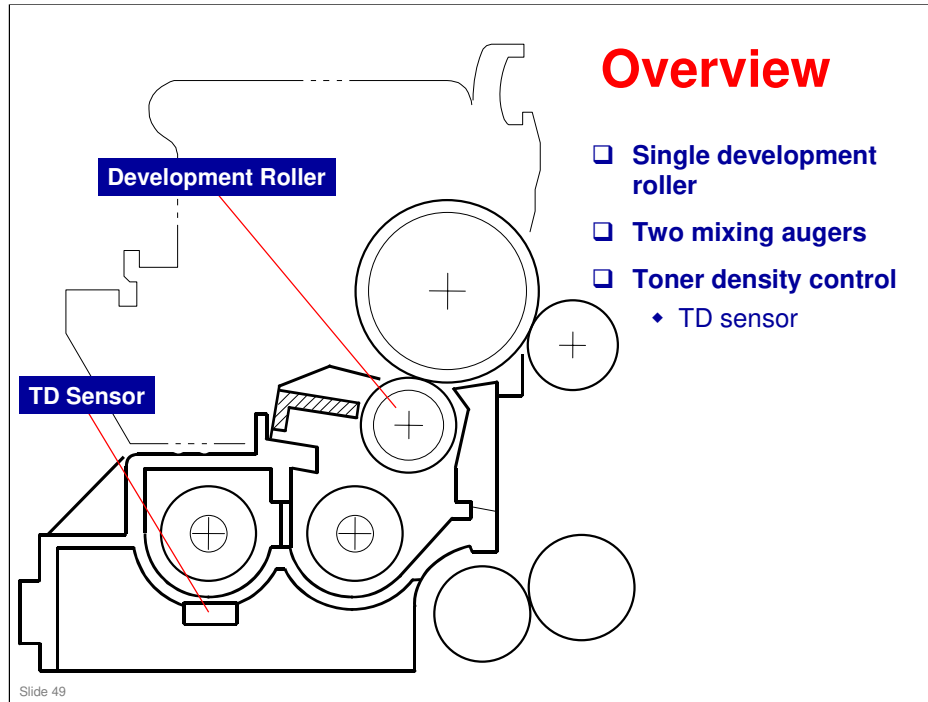 Overview
Development Roller
TD Sensor
❑ Single development
roller
❑ Two mixing augers
❑ Toner density control
◆ TD sensor
Slide 49